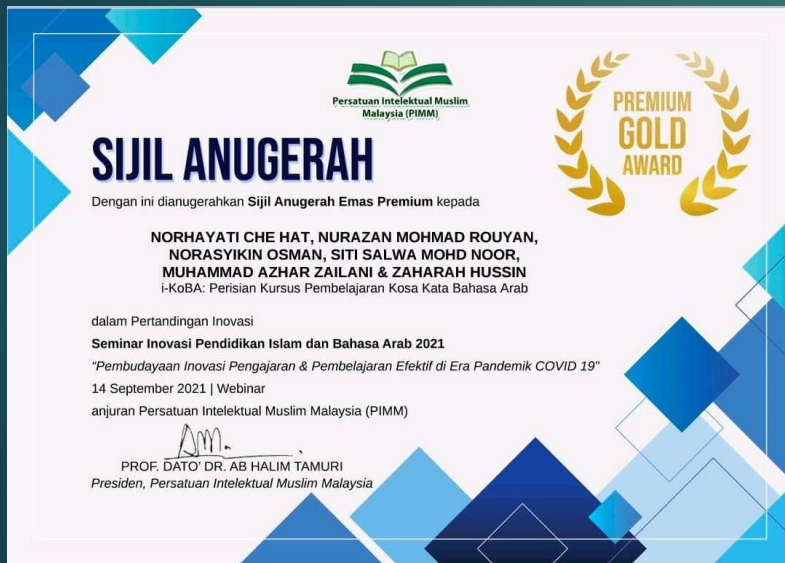 Persatuan Intelektual Muslim
Malaysia (PIMM)
PREMIUM
GOLD
AWARD
SIJIL ANUGERAH
Dengan ini dianugerahkan Sijil Anugerah Emas Premium kepada
NORHAYATI CHE HAT, NURAZAN MOHMAD ROUYAN,
NORASYIKIN OSMAN, SITI SALWA MOHD NOOR,
MUHAMMAD AZHAR ZAILANI & ZAHARAH HUSSIN
i-KoBA: Perisian Kursus Pembelajaran Kosa Kata Bahasa Arab
dalam Pertandingan Inovasi
Seminar Inovasi Pendidikan Islam dan Bahasa Arab 2021
“Pembudayaan Inovasi Pengajaran & Pembelajaran Efektif di Era Pandemik COVID 19”
14 September 2021 | Webinar
anjuran Persatuan Intelektual Muslim Malaysia (PIMM)
PROF. DATO' DR. AB HALIM TAMURI
Presiden, Persatuan Intelektual Muslim Malaysia